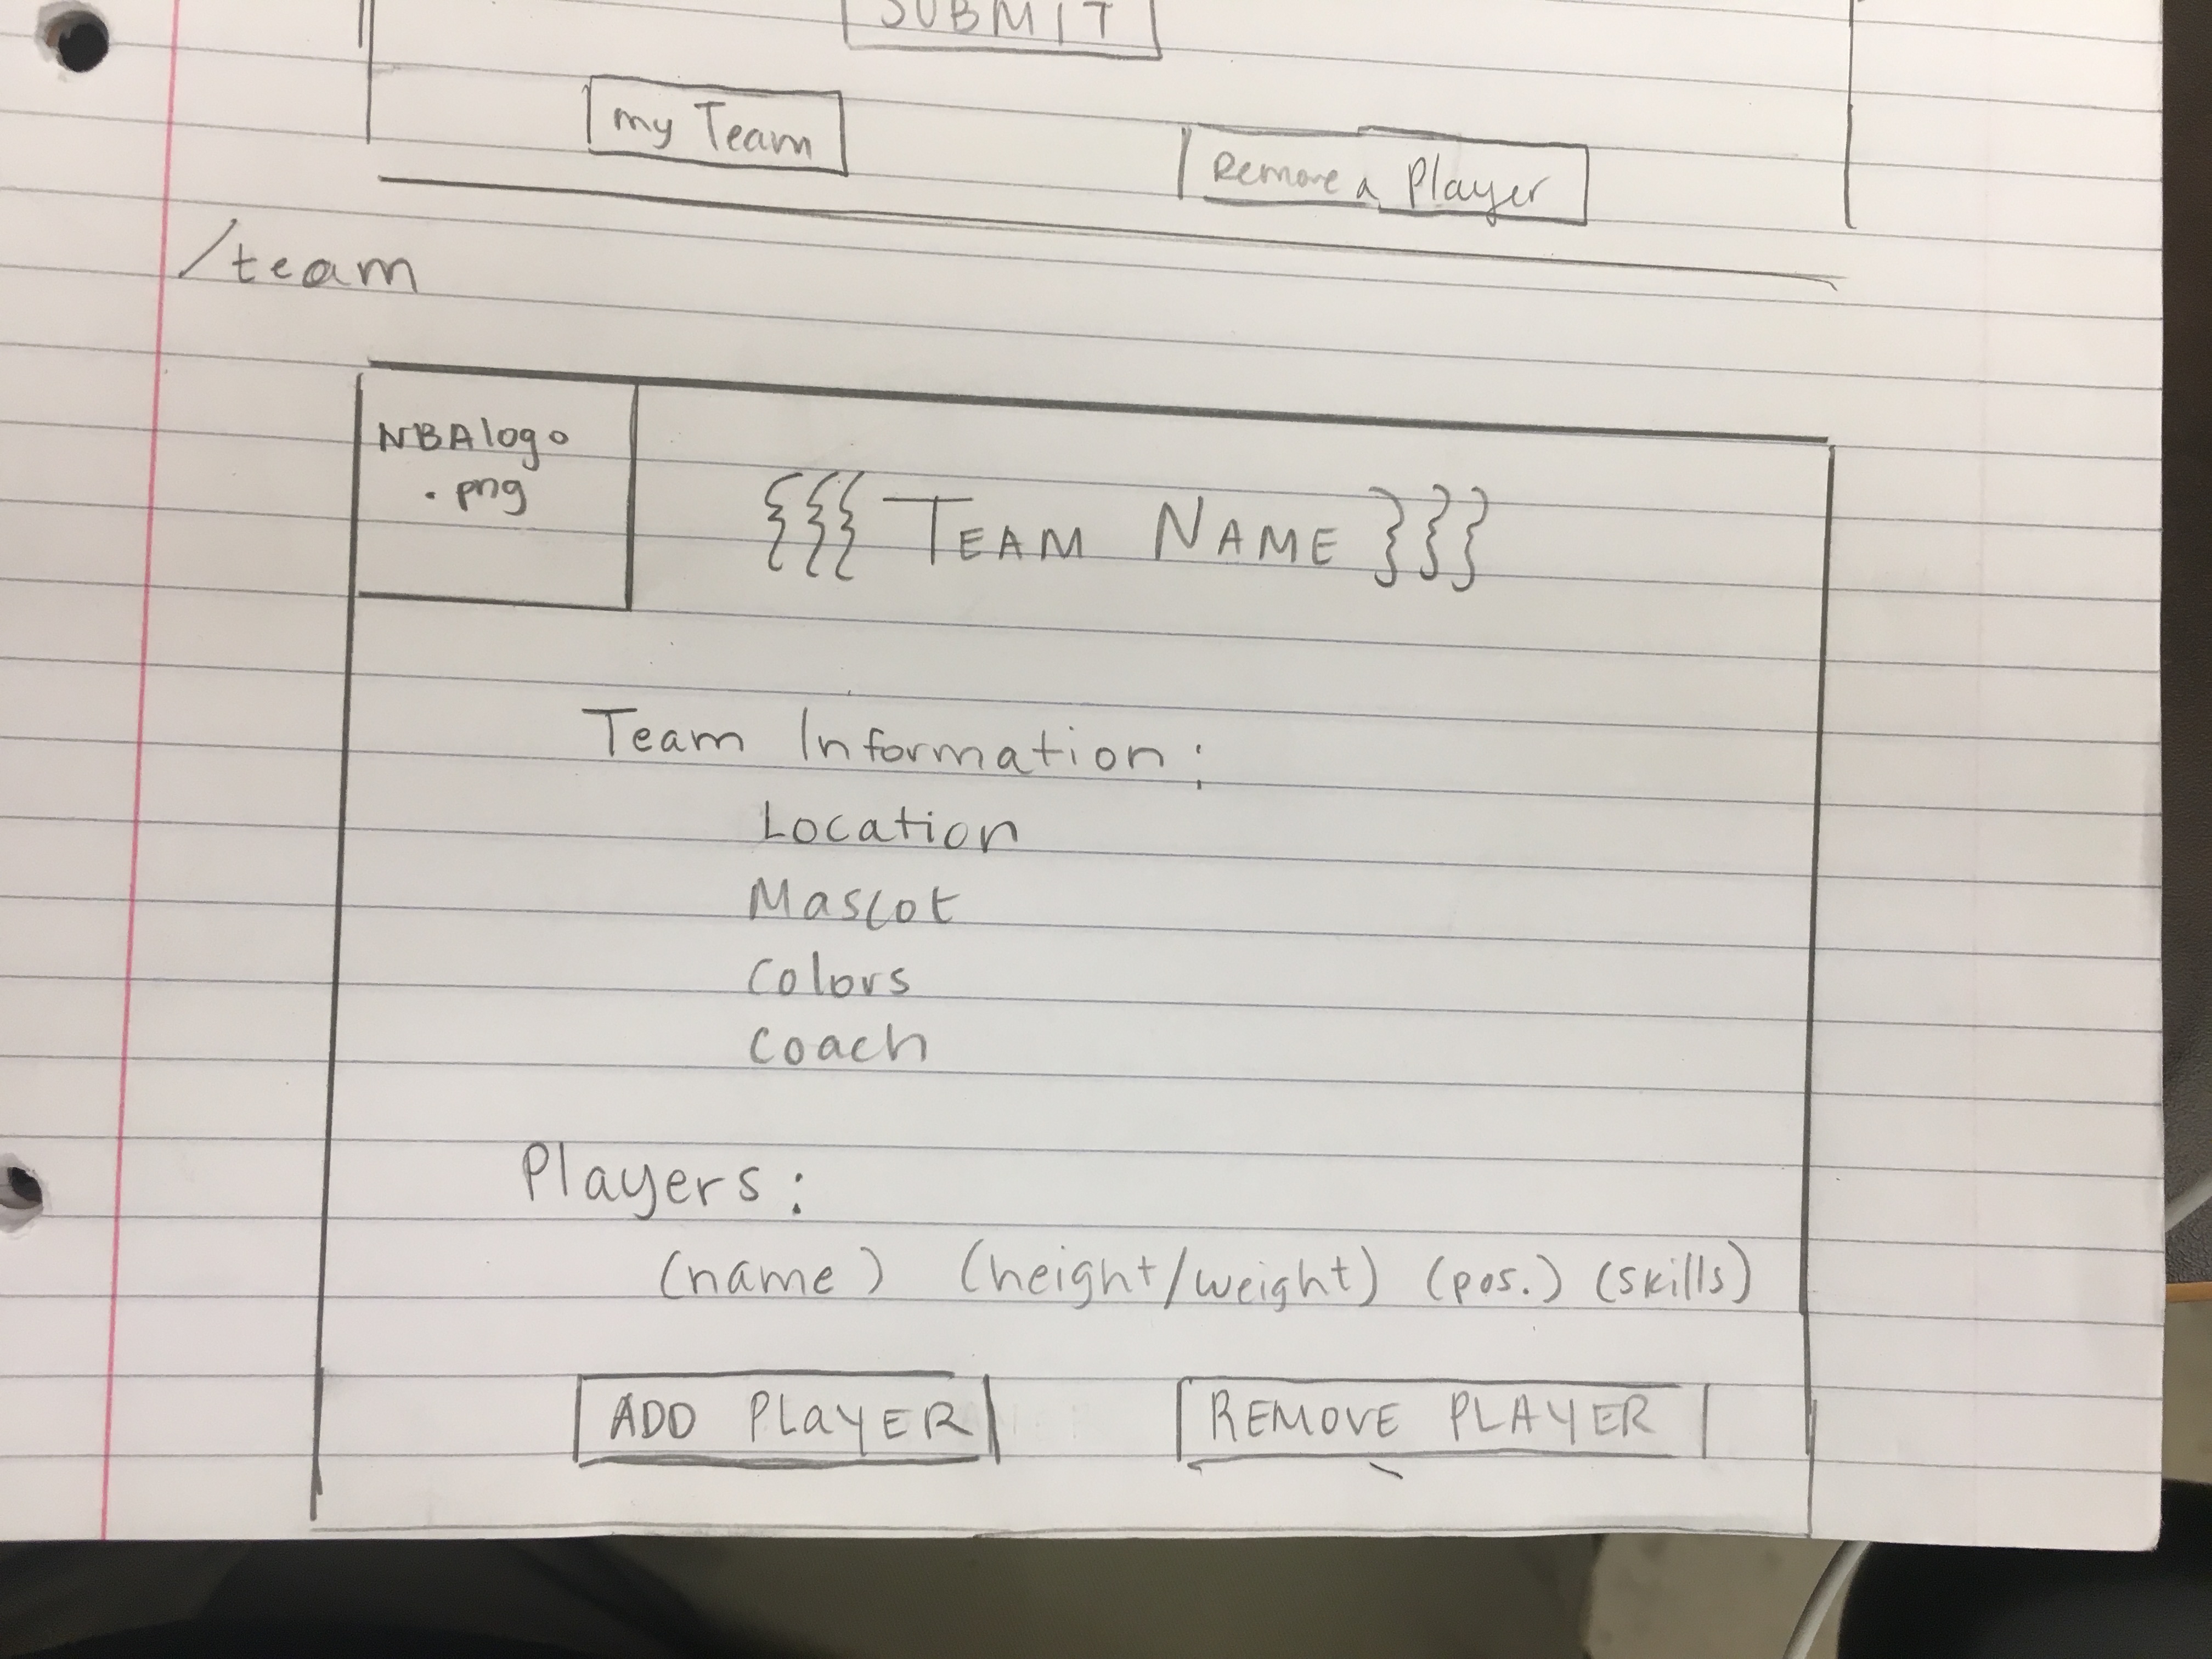 SUBMIT
my Team
Remove a Player
/team
NBAlogo
.png
{{{ TEAM NAME }}}
Team Information:
Location
Mascot
Colors
Coach
Players:
(name) (height/weight) (pos.) (skills)
ADD PLAYER
REMOVE PLAYER